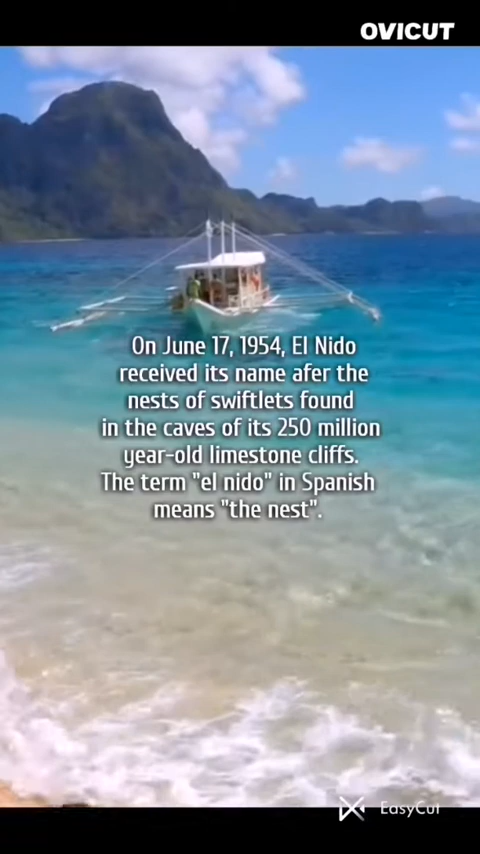 OVICUT
On June 17, 1954, El Nido
received its name afer the
nests of swiftlets found
in the caves of its 250 million
year-old limestone cliffs.
The term "el nido" in Spanish
means "the nest".
EasyCut